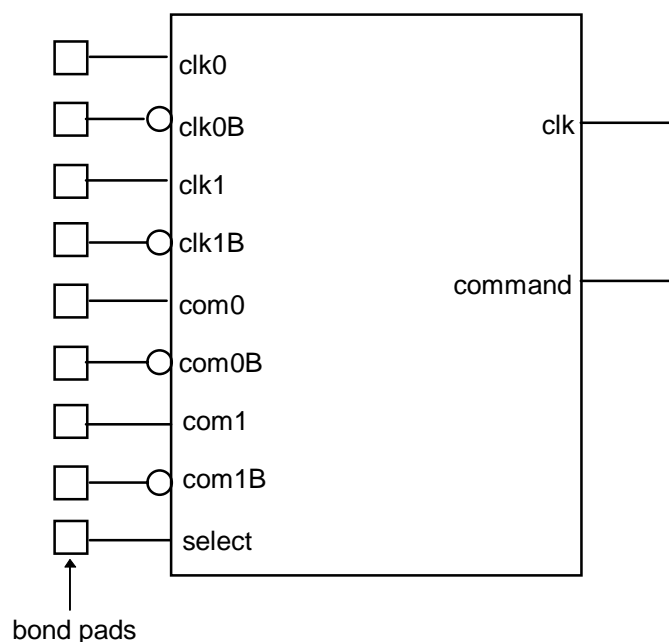 clk0
clk0B
clk
clk1
clk1B
command
com0
com0B
com1
com1B
select
bond pads